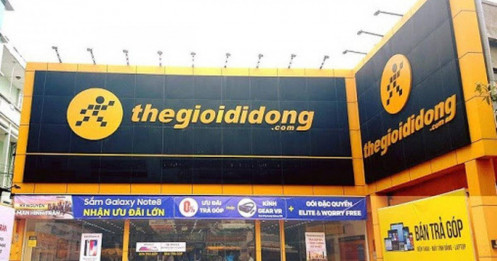 thegioididong
.com
thegioididong
.com
Sắm Galaxy Note8
NHẬN ƯU ĐÃI LỚN
0%
ƯU ĐÃI
TRẢ GÓP
KÍNH
GEAR VR
+
GÓI ĐẶC QUYỀN
ELITE & WORRY FREE
BÁN TRẢ GÓP